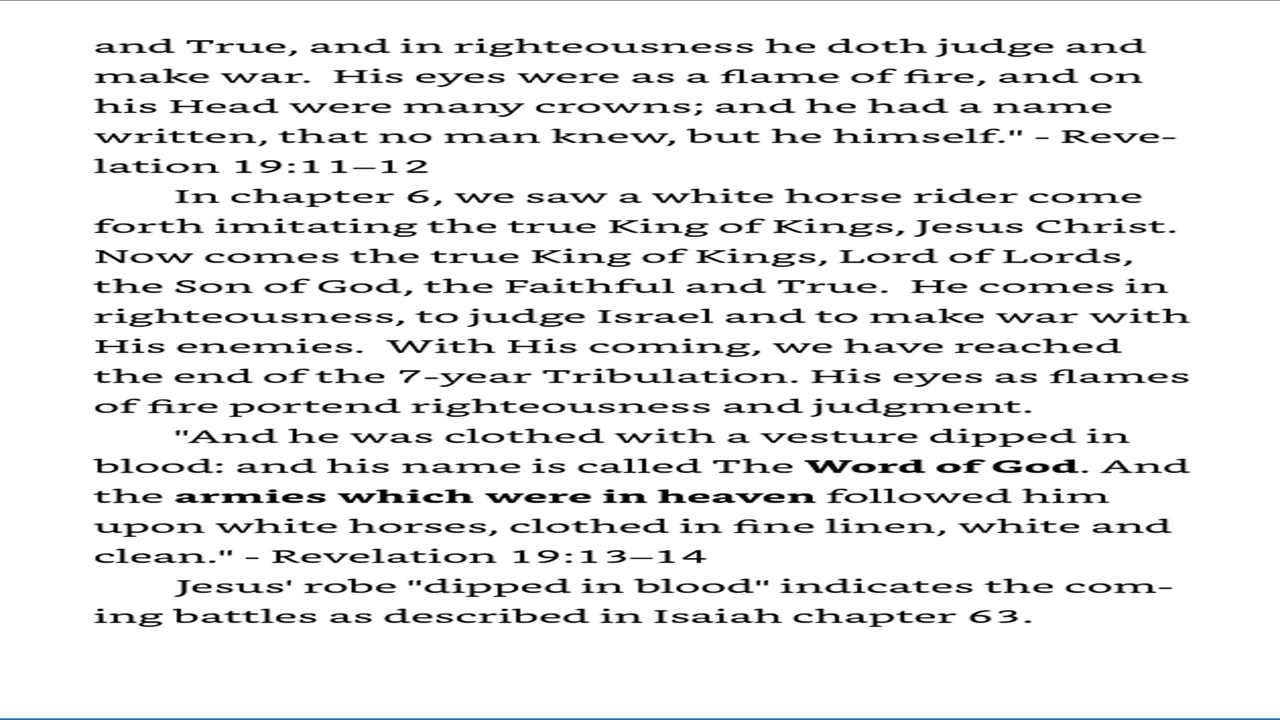 and True, and in righteousness he doth judge and
make war.  His eyes were as a flame of fire, and on
his Head were many crowns; and he had a name
written, that no man knew, but he himself." - Reve-
lation 19:11–12
In chapter 6, we saw a white horse rider come
forth imitating the true King of Kings, Jesus Christ.
Now comes the true King of Kings, Lord of Lords,
the Son of God, the Faithful and True.  He comes in
righteousness, to judge Israel and to make war with
His enemies.  With His coming, we have reached
the end of the 7-year Tribulation. His eyes as flames
of fire portend righteousness and judgment.
"And he was clothed with a vesture dipped in
blood: and his name is called The Word of God. And
the armies which were in heaven followed him
upon white horses, clothed in fine linen, white and
clean." - Revelation 19:13–14
Jesus' robe "dipped in blood" indicates the com-
ing battles as described in Isaiah chapter 63.